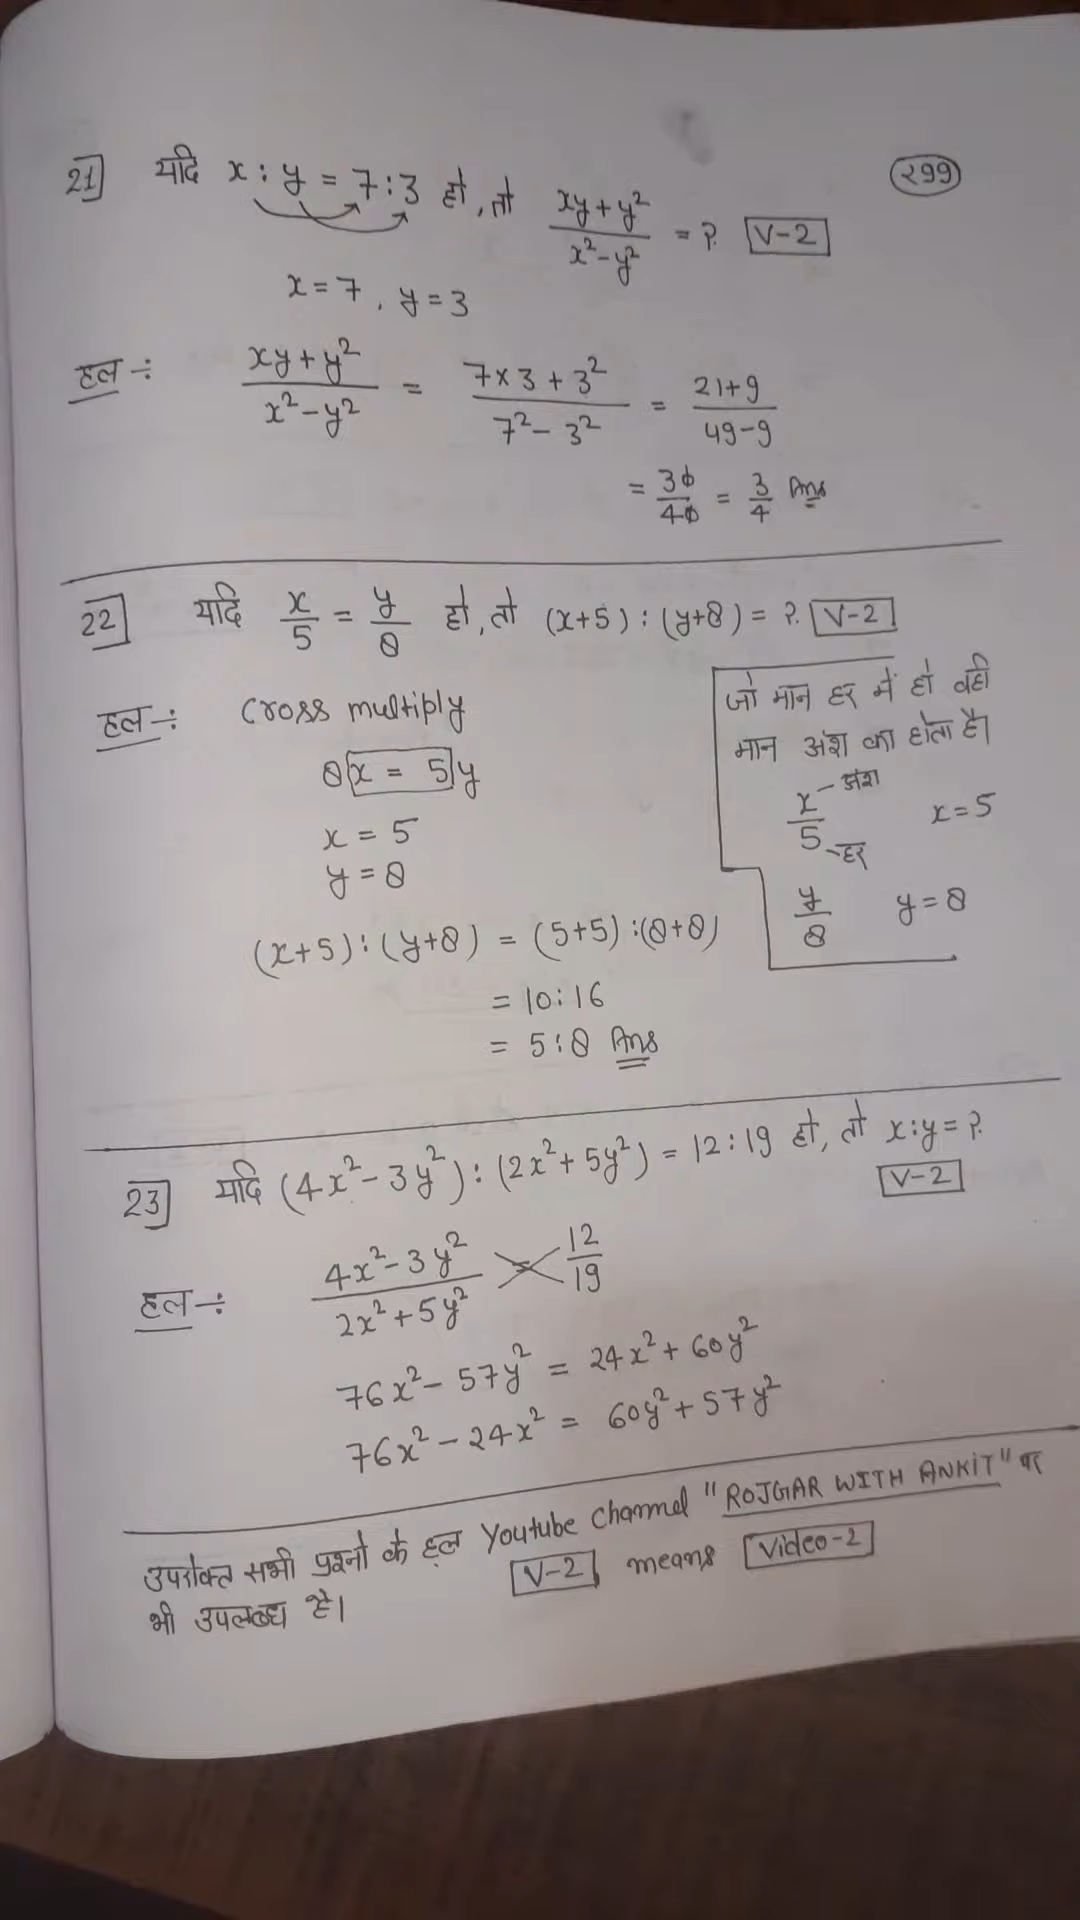 299
21] यदि x : y = 7 : 3 हो, तो (xy+y²)/(x²-y²) = ? V-2
x = 7, y = 3
हल ÷ (xy+y²)/(x²-y²) = (7×3+3²)/(7²-3²) = (21+9)/(49-9)
= 30/40 = 3/4 Ans
22] यदि x/5 = y/8 हो, तो (x+5) : (y+8) = ? V-2
हल ÷ Cross multiply
8x = 5y
x = 5
y = 8
(x+5) : (y+8) = (5+5) : (8+8)
= 10 : 16
= 5 : 8 Ans
जो मान हर में हो वही
मान अंश का होता है।
x/5 - अंश - हर x = 5
y/8 y = 8
23] यदि (4x²-3y²) : (2x²+5y²) = 12 : 19 हो, तो x : y = ?
V-2
हल ÷ (4x²-3y²)/(2x²+5y²) = 12/19
76x² - 57y² = 24x² + 60y²
76x² - 24x² = 60y² + 57y²
उपरोक्त सभी प्रश्नो के हल Youtube channel "ROJGAR WITH ANKIT" पर
भी उपलब्ध है। V-2 means Video-2